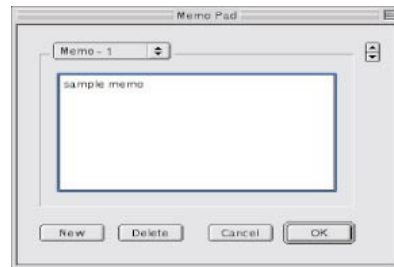 Memo Pad
Memo - 1
sample memo
New
Delete
Cancel
OK